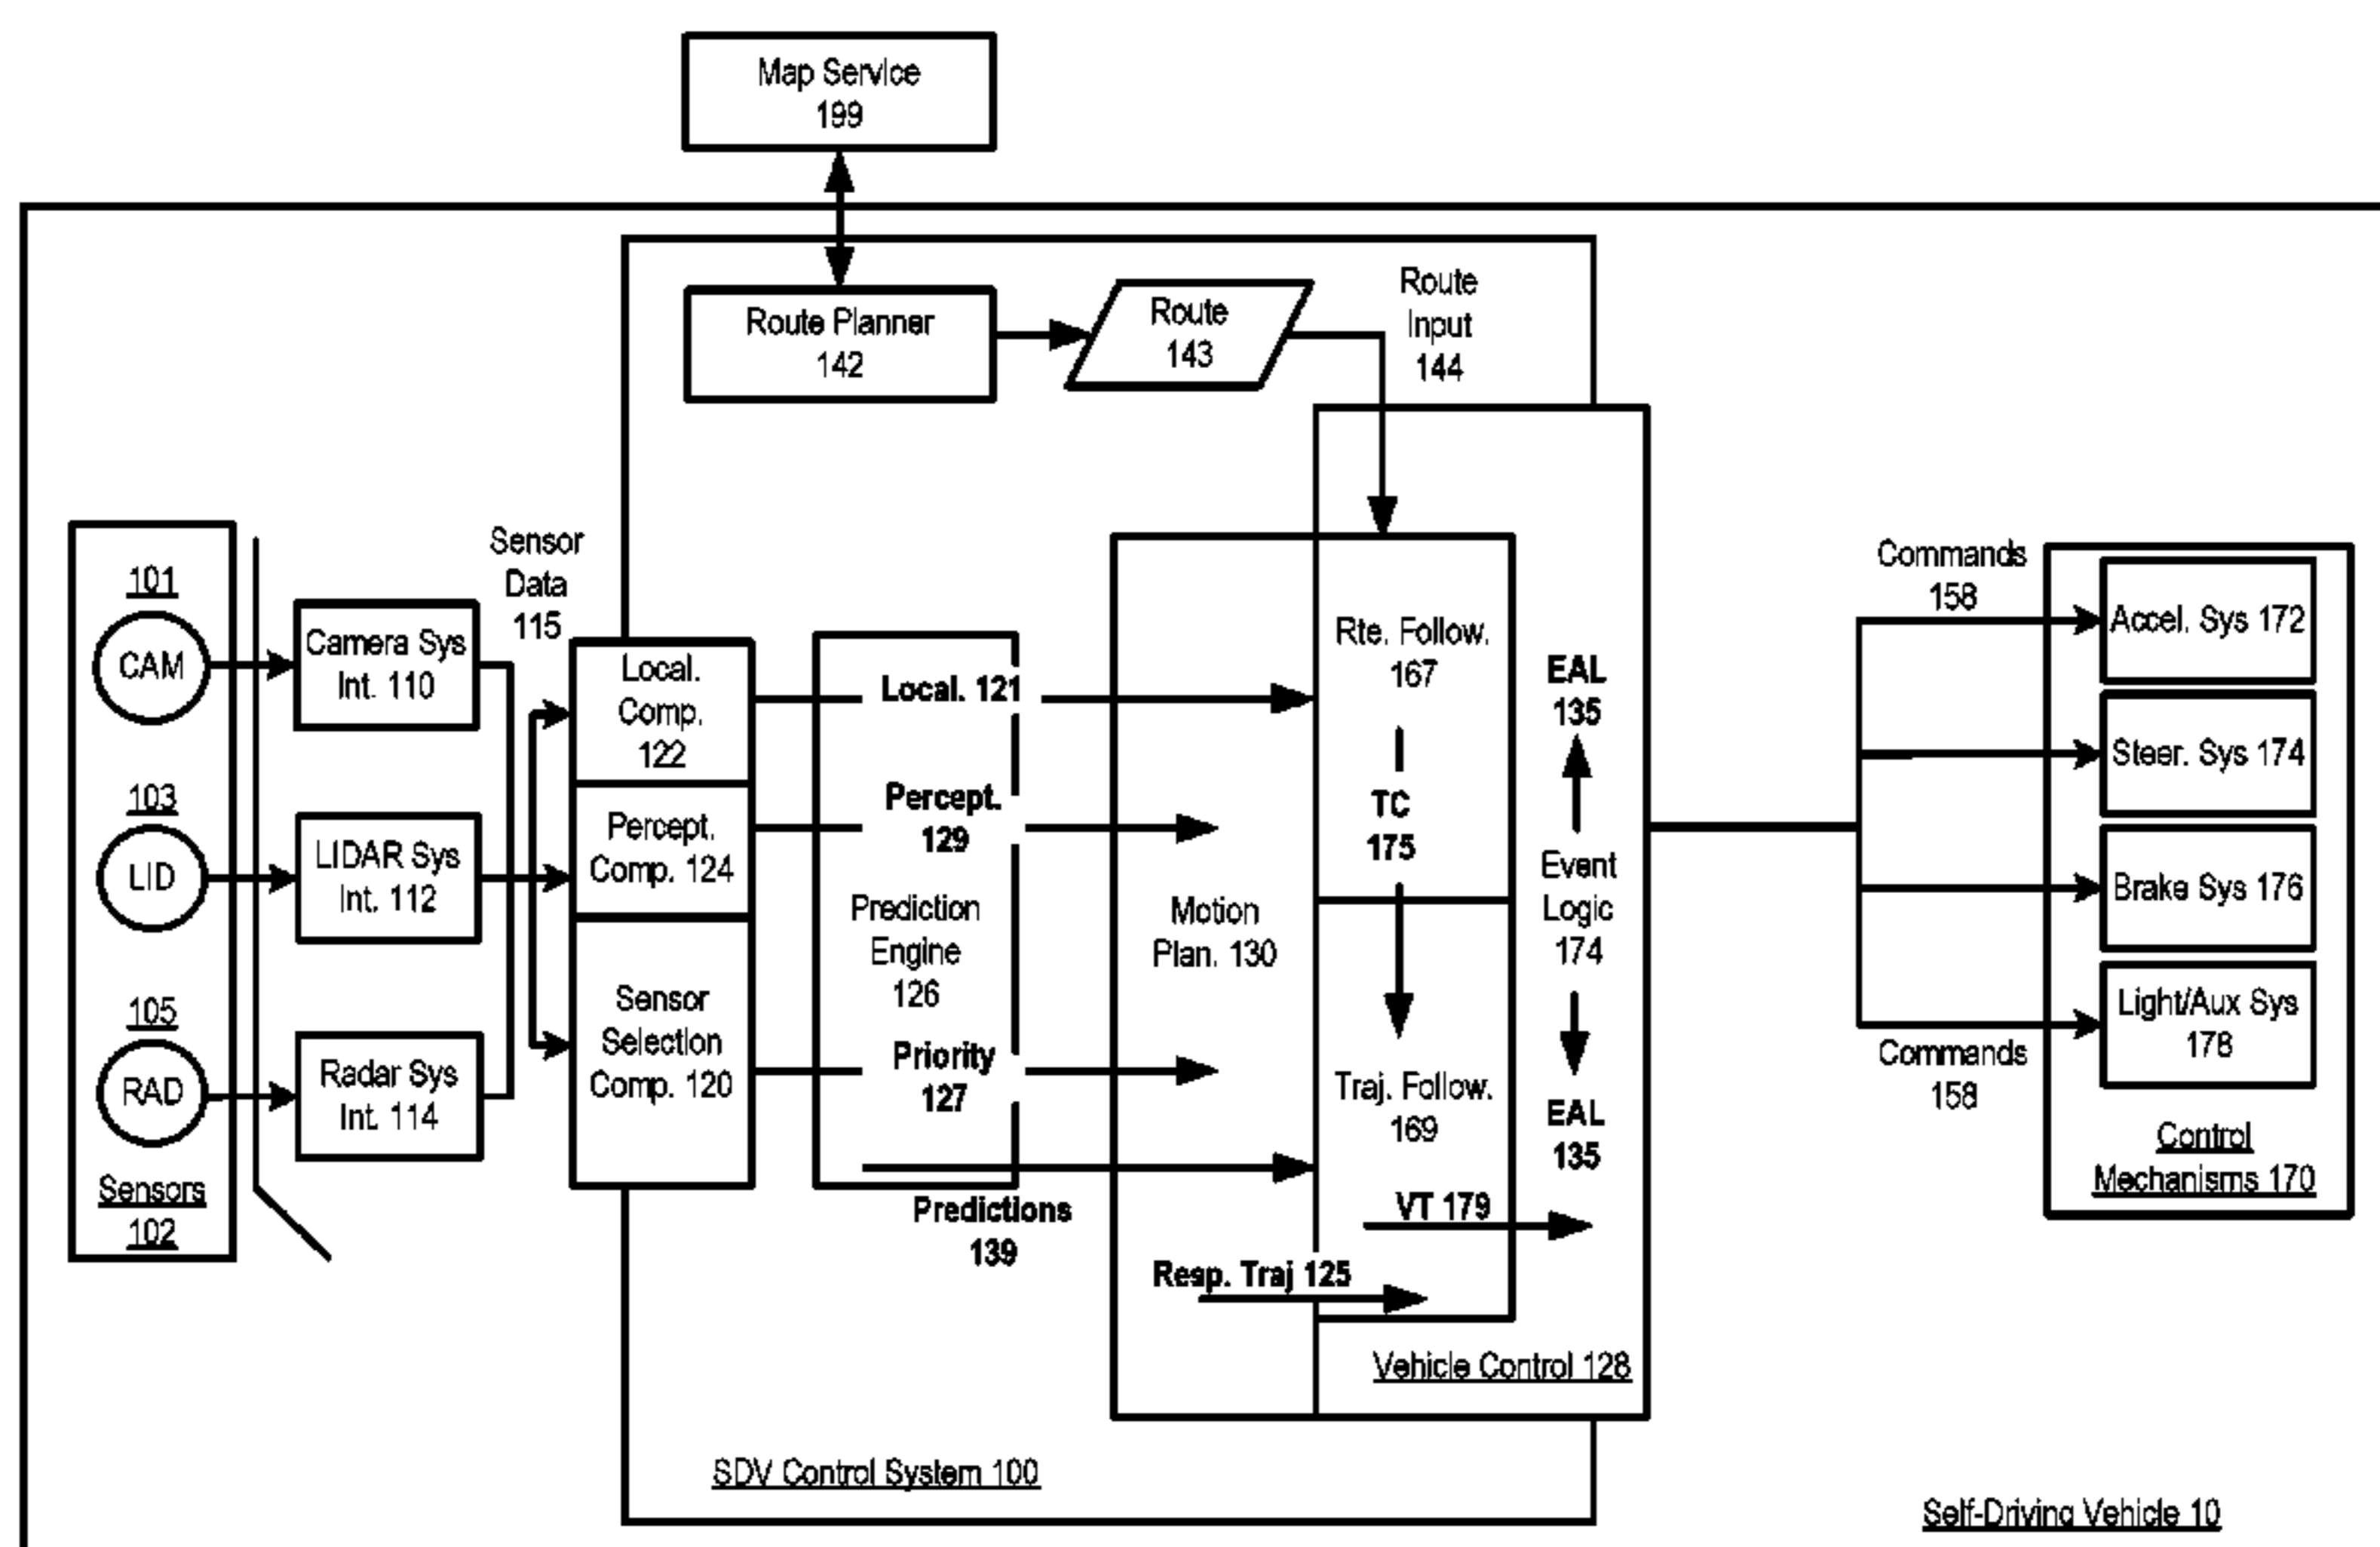 Map Service
199
Route Planner
142
Route
143
Route
Input
144
Sensor
Data
115
101
CAM
103
LID
105
RAD
Sensors
102
Camera Sys
Int. 110
LIDAR Sys
Int. 112
Radar Sys
Int. 114
Local.
Comp.
122
Percept.
Comp. 124
Sensor
Selection
Comp. 120
Local. 121
Percept.
129
Prediction
Engine
126
Priority
127
Predictions
139
Motion
Plan. 130
Resp. Traj 125
Rte. Follow.
167
TC
175
Traj. Follow.
169
VT 179
EAL
135
Event
Logic
174
EAL
135
Vehicle Control 128
Commands
158
Commands
158
Accel. Sys 172
Steer. Sys 174
Brake Sys 176
Light/Aux Sys
178
Control
Mechanisms 170
SDV Control System 100
Self-Driving Vehicle 10